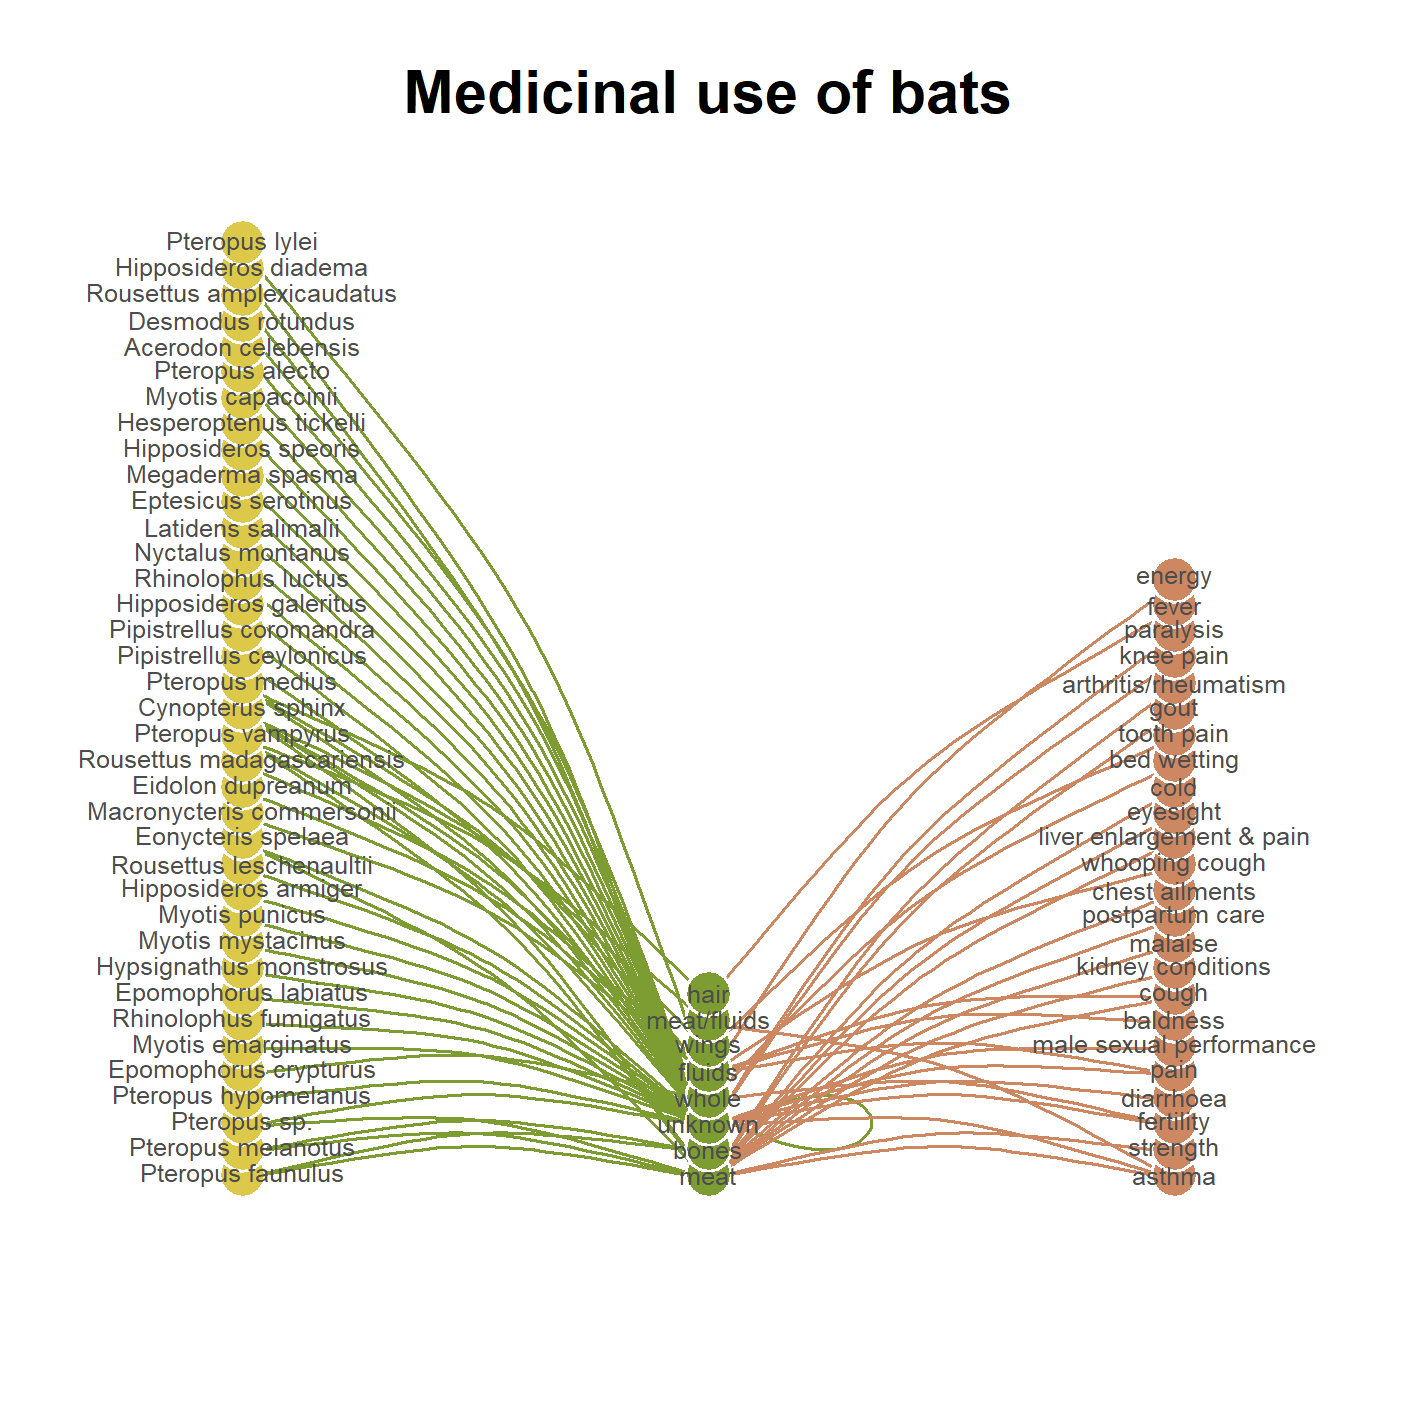 Medicinal use of bats
Pteropus lylei
Hipposideros diadema
Rousettus amplexicaudatus
Desmodus rotundus
Acerodon celebensis
Pteropus alecto
Myotis capaccinii
Hesperoptenus tickelli
Hipposideros speoris
Megaderma spasma
Eptesicus serotinus
Latidens salimalii
Nyctalus montanus
Rhinolophus luctus
Hipposideros galeritus
Pipistrellus coromandra
Pipistrellus ceylonicus
Pteropus medius
Cynopterus sphinx
Pteropus vampyrus
Rousettus madagascariensis
Eidolon dupreanum
Macronycteris commersonii
Eonycteris spelaea
Rousettus leschenaultii
Hipposideros armiger
Myotis punicus
Myotis mystacinus
Hypsignathus monstrosus
Epomophorus labiatus
Rhinolophus fumigatus
Myotis emarginatus
Epomophorus crypturus
Pteropus hypomelanus
Pteropus sp.
Pteropus melanotus
Pteropus faunulus
hair
meat/fluids
wings
fluids
whole
unknown
bones
meat
energy
fever
paralysis
knee pain
arthritis/rheumatism
gout
tooth pain
bed wetting
cold
eyesight
liver enlargement & pain
whooping cough
chest ailments
postpartum care
malaise
kidney conditions
cough
baldness
male sexual performance
pain
diarrhoea
fertility
strength
asthma